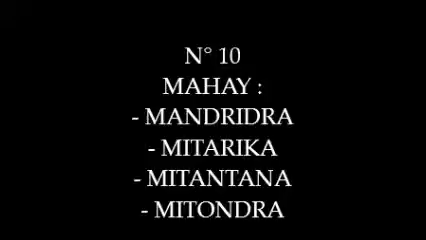 N° 10
MAHAY :
- MANDRIDRA
- MITARIKA
- MITANTANA
- MITONDRA